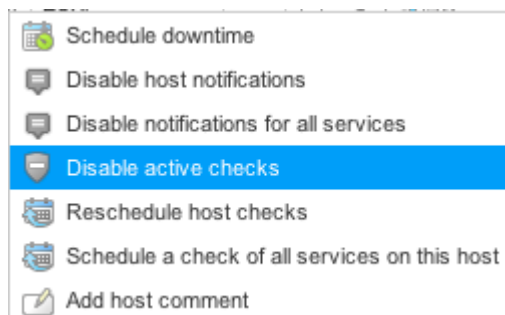 Schedule downtime
Disable host notifications
Disable notifications for all services
Disable active checks
Reschedule host checks
Schedule a check of all services on this host
Add host comment